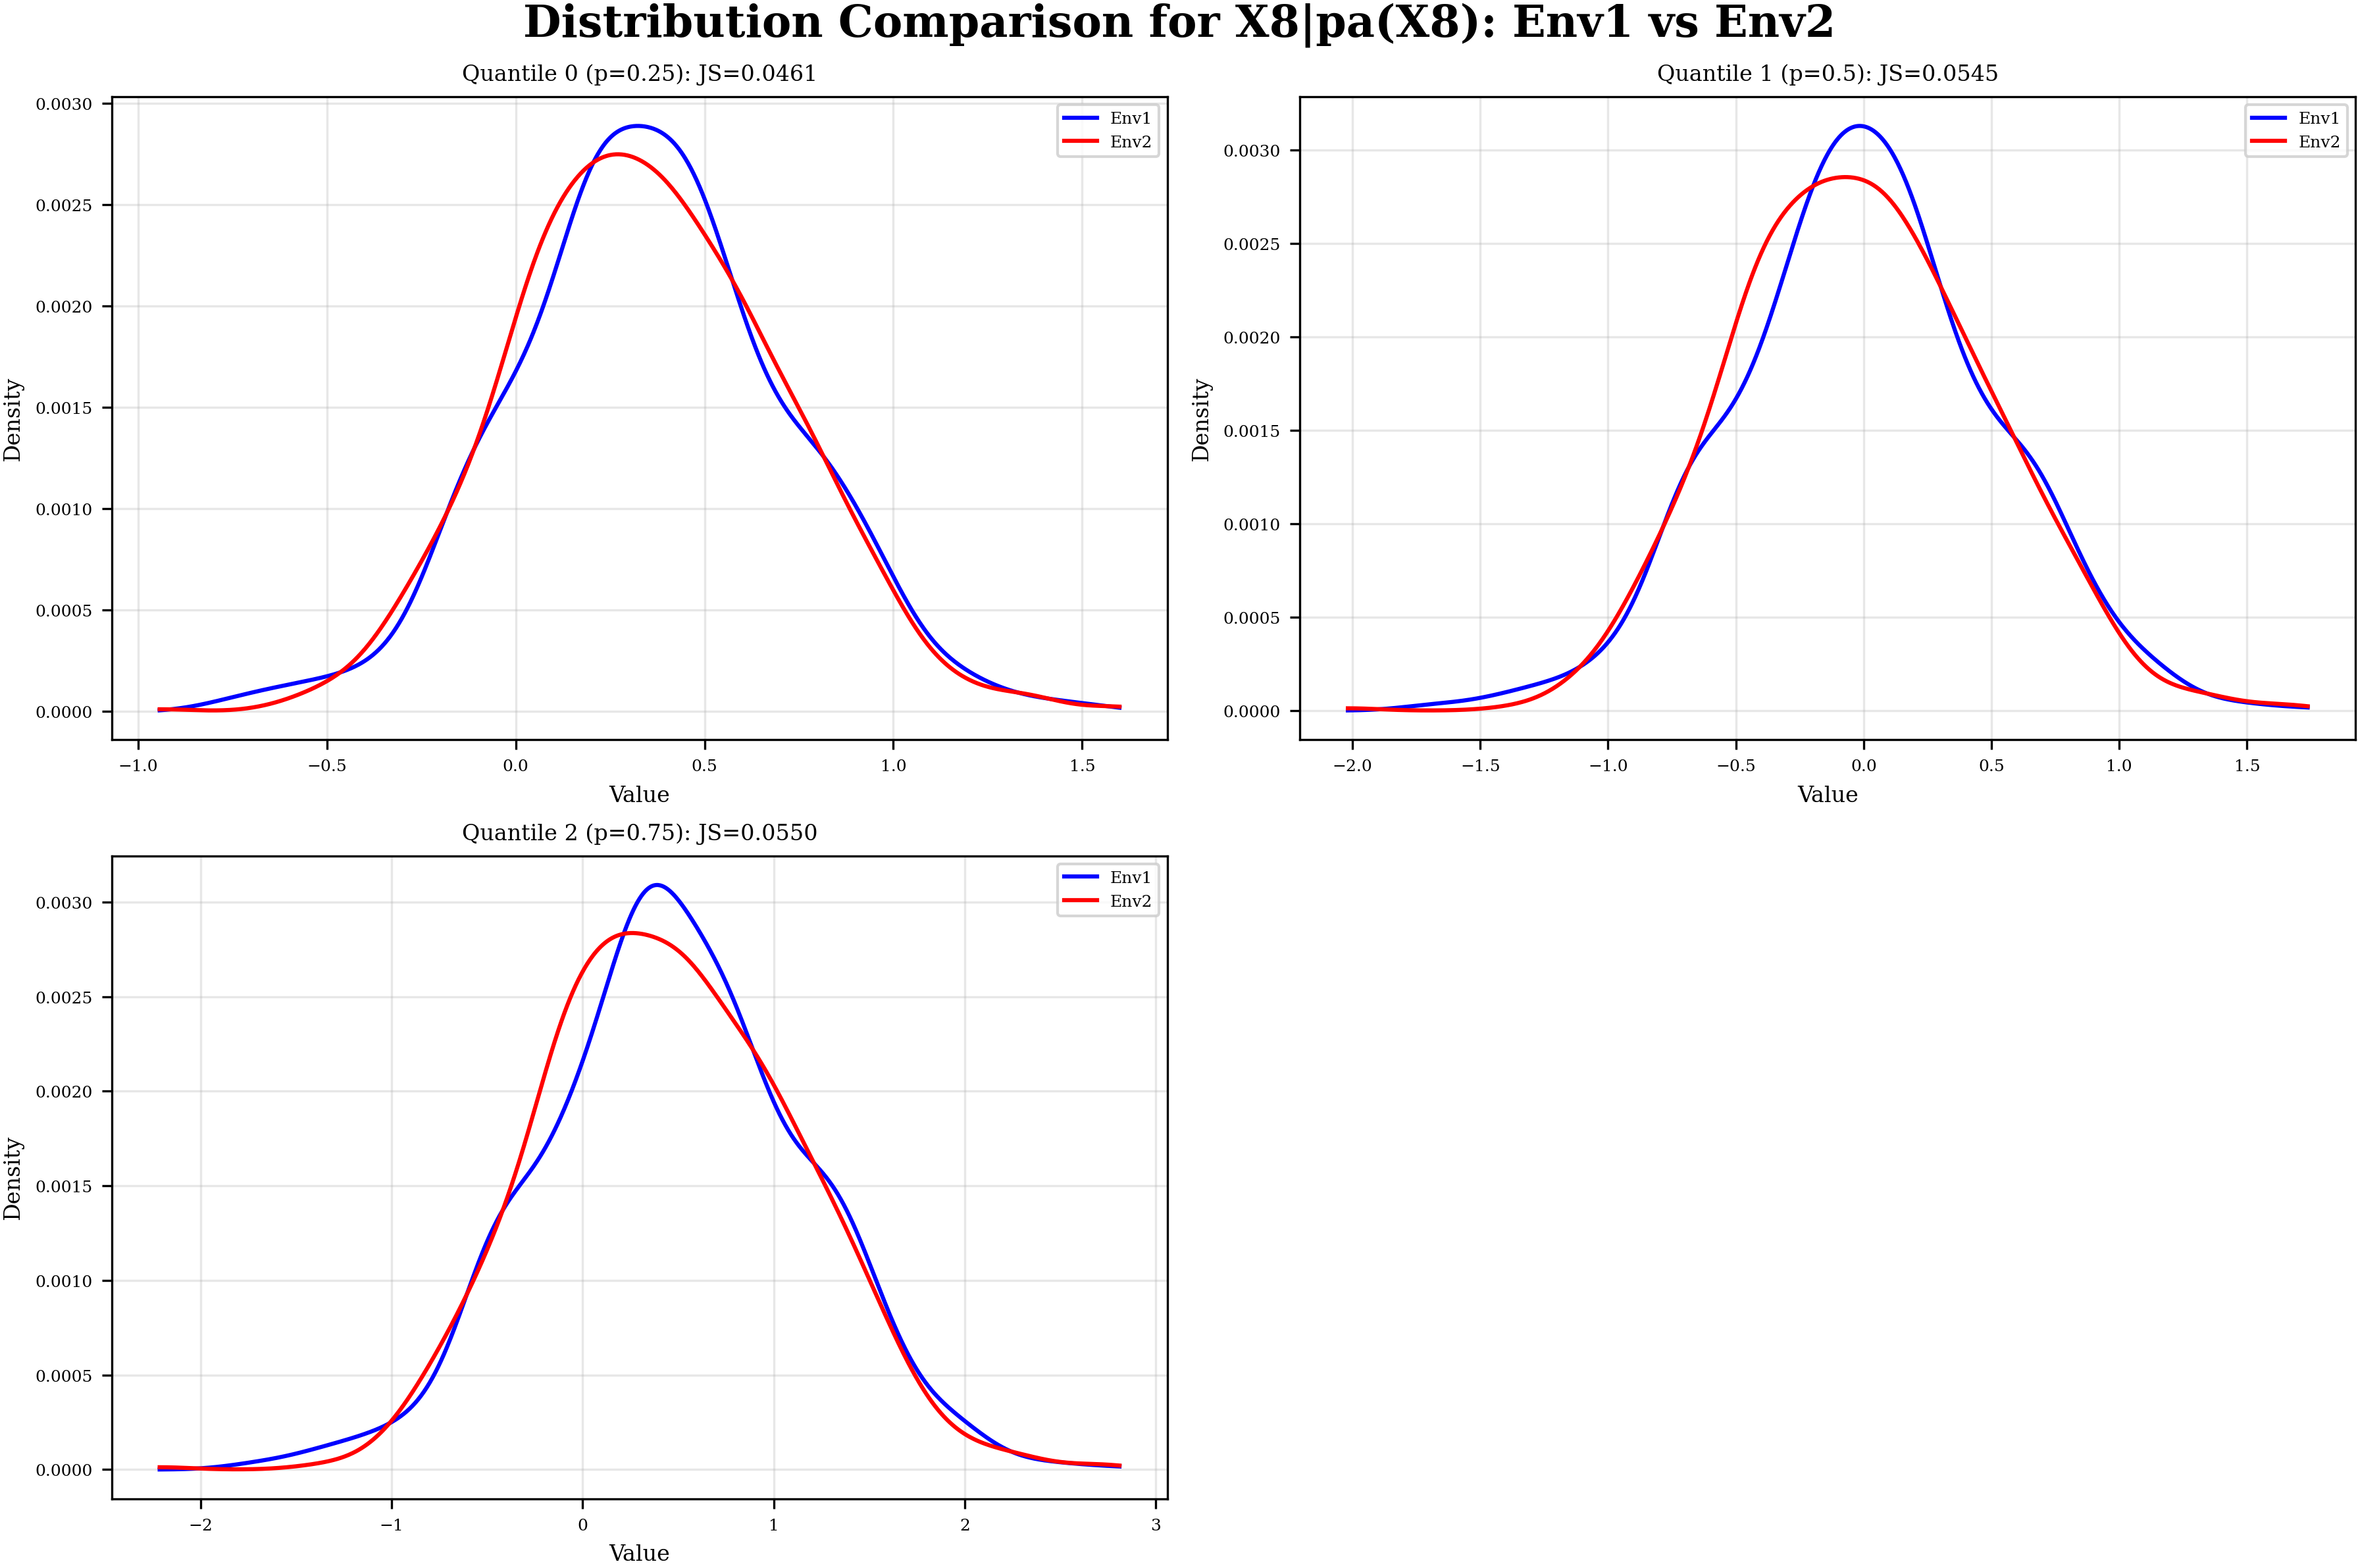 Distribution Comparison for X8|pa(X8): Env1 vs Env2
Quantile 0 (p=0.25): JS=0.0461
Density
0.0030
0.0025
0.0020
0.0015
0.0010
0.0005
0.0000
Env1
Env2
−1.0 −0.5 0.0 0.5 1.0 1.5
Value
Quantile 1 (p=0.5): JS=0.0545
Density
0.0030
0.0025
0.0020
0.0015
0.0010
0.0005
0.0000
Env1
Env2
−2.0 −1.5 −1.0 −0.5 0.0 0.5 1.0 1.5
Value
Quantile 2 (p=0.75): JS=0.0550
Density
0.0030
0.0025
0.0020
0.0015
0.0010
0.0005
0.0000
Env1
Env2
−2 −1 0 1 2 3
Value